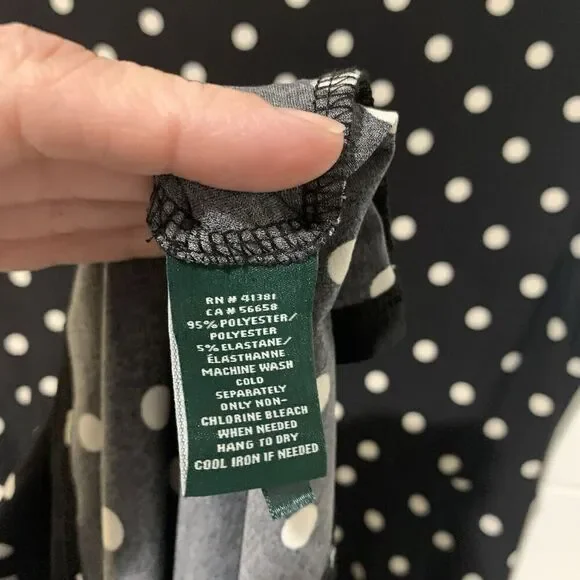 RN # 41381
CA # 56658
95% POLYESTER/
POLYESTER
5% ELASTANE/
ÉLASTHANNE
MACHINE WASH
COLD
SEPARATELY
ONLY NON-
CHLORINE BLEACH
WHEN NEEDED
HANG TO DRY
COOL IRON IF NEEDED